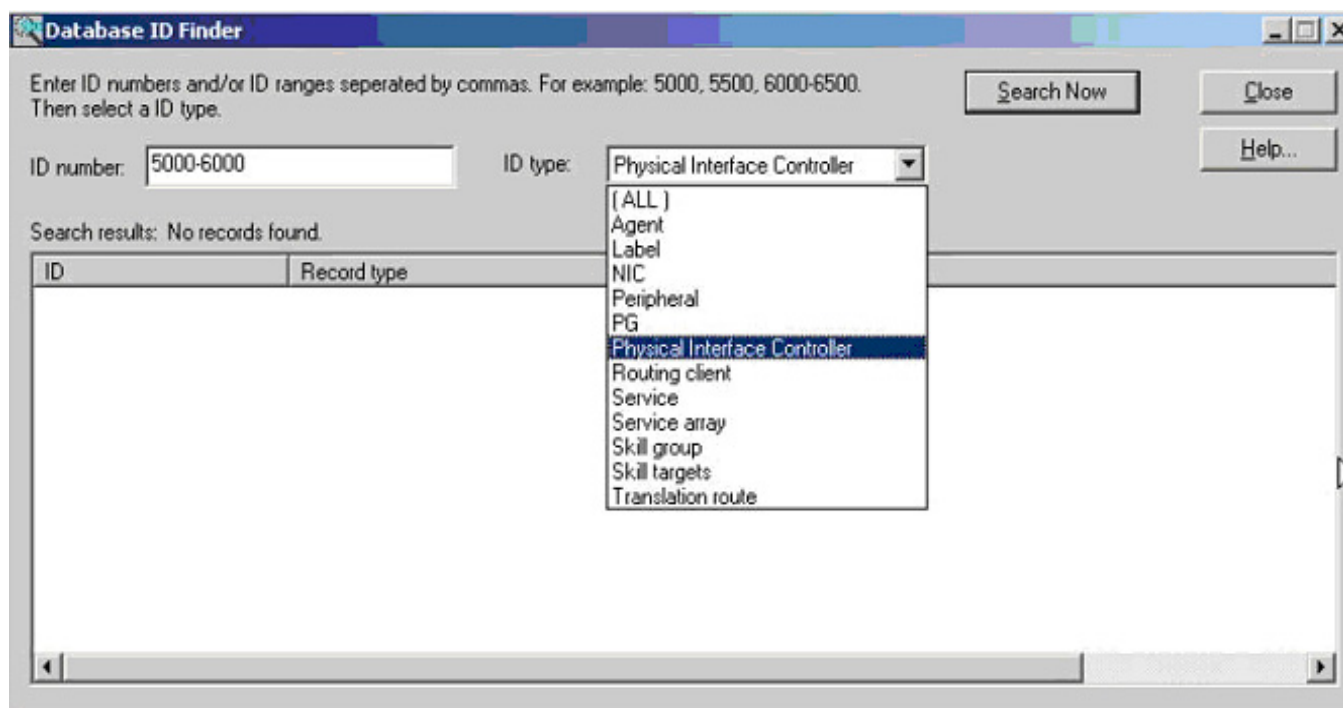 Database ID Finder
Enter ID numbers and/or ID ranges seperated by commas. For example: 5000, 5500, 6000-6500.
Then select a ID type.
Search Now
Close
Help...
ID number:
5000-6000
ID type:
Physical Interface Controller
(ALL)
Agent
Label
NIC
Peripheral
PG
Physical Interface Controller
Routing client
Service
Service array
Skill group
Skill targets
Translation route
Search results: No records found.
ID
Record type